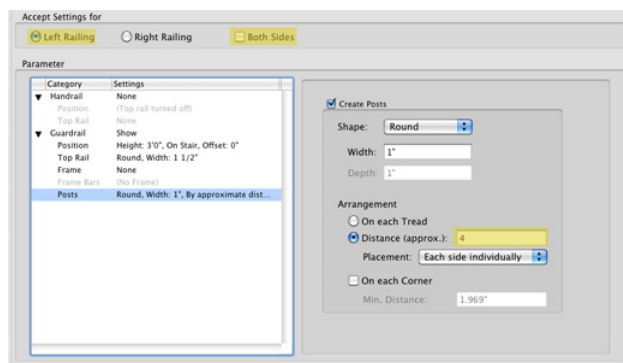 Accept Settings for
Left Railing Right Railing Both Sides
Parameter
Category Settings
Handrail None
Position (Top rail turned off)
Top Rail None
Guardrail Show
Position Height: 3'0", On Stair, Offset: 0"
Top Rail Round, Width: 1 1/2"
Frame None
Frame Bars (No Frame)
Posts Round, Width: 1", By approximate dist...
Create Posts
Shape: Round
Width: 1"
Depth: 1"
Arrangement
On each Tread
Distance (approx.): 4
Placement: Each side individually
On each Corner
Min. Distance: 1.969"